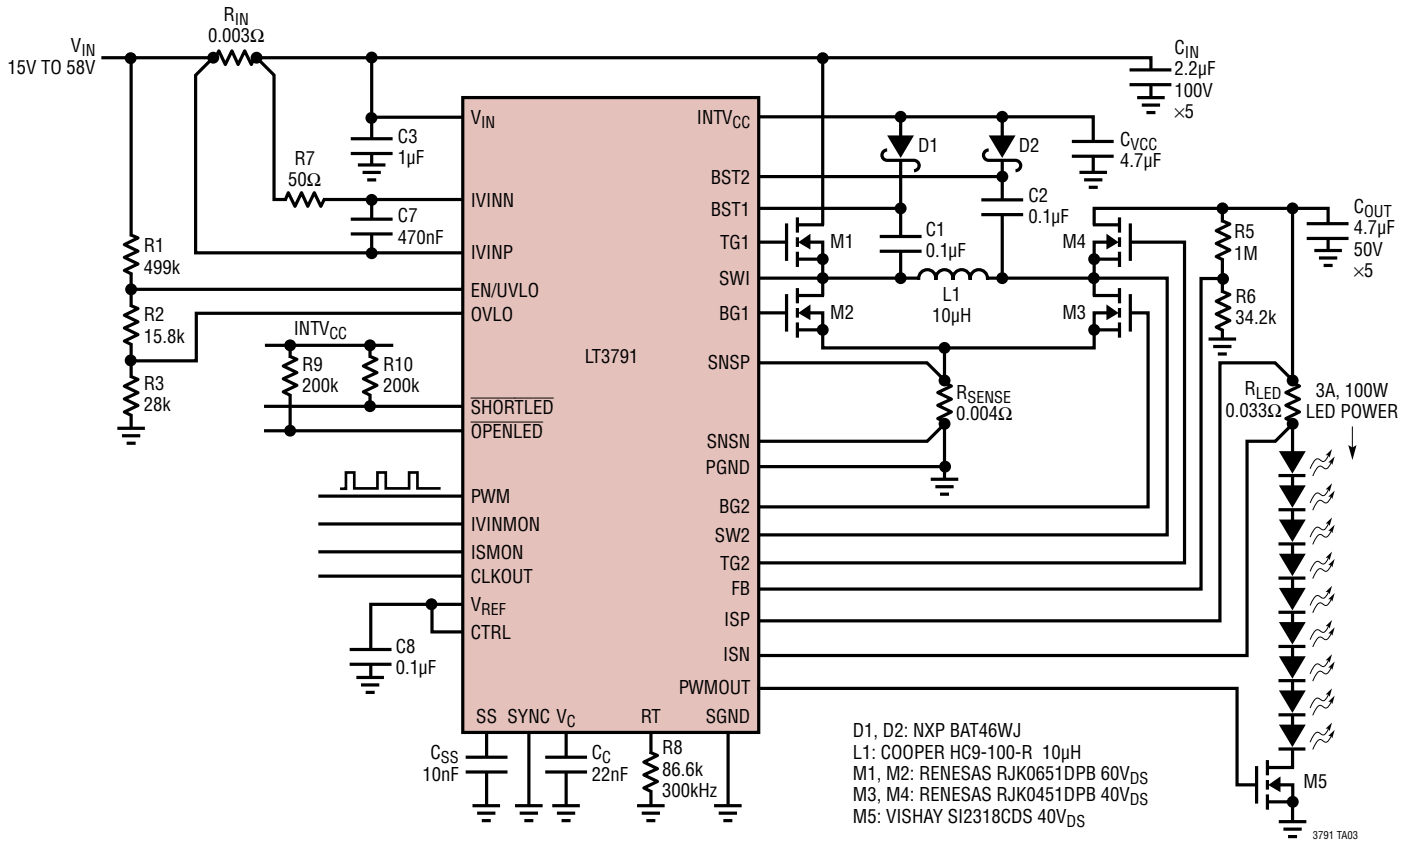 V_IN
15V TO 58V
R_IN
0.003Ω
C_IN
2.2µF
100V
×5
V_IN
C3
1µF
R7
50Ω
IVINN
C7
470nF
IVINP
R1
499k
EN/UVLO
R2
15.8k
OVLO
R3
28k
INTV_CC
R9
200k
R10
200k
SHORTLED
OPENLED
PWM
IVINMON
ISMON
CLKOUT
V_REF
CTRL
C8
0.1µF
LT3791
SS
SYNC
V_C
RT
SGND
C_SS
10nF
C_C
22nF
R8
86.6k
300kHz
INTV_CC
D1
D2
C_VCC
4.7µF
BST2
BST1
C2
0.1µF
C1
0.1µF
TG1
M1
M4
SWI
L1
10µH
BG1
M2
M3
R5
1M
R6
34.2k
C_OUT
4.7µF
50V
×5
SNSP
R_SENSE
0.004Ω
SNSN
PGND
BG2
SW2
TG2
FB
ISP
ISN
PWMOUT
R_LED
0.033Ω
3A, 100W
LED POWER
M5
D1, D2: NXP BAT46WJ
L1: COOPER HC9-100-R 10µH
M1, M2: RENESAS RJK0651DPB 60V_DS
M3, M4: RENESAS RJK0451DPB 40V_DS
M5: VISHAY SI2318CDS 40V_DS
3791 TA03